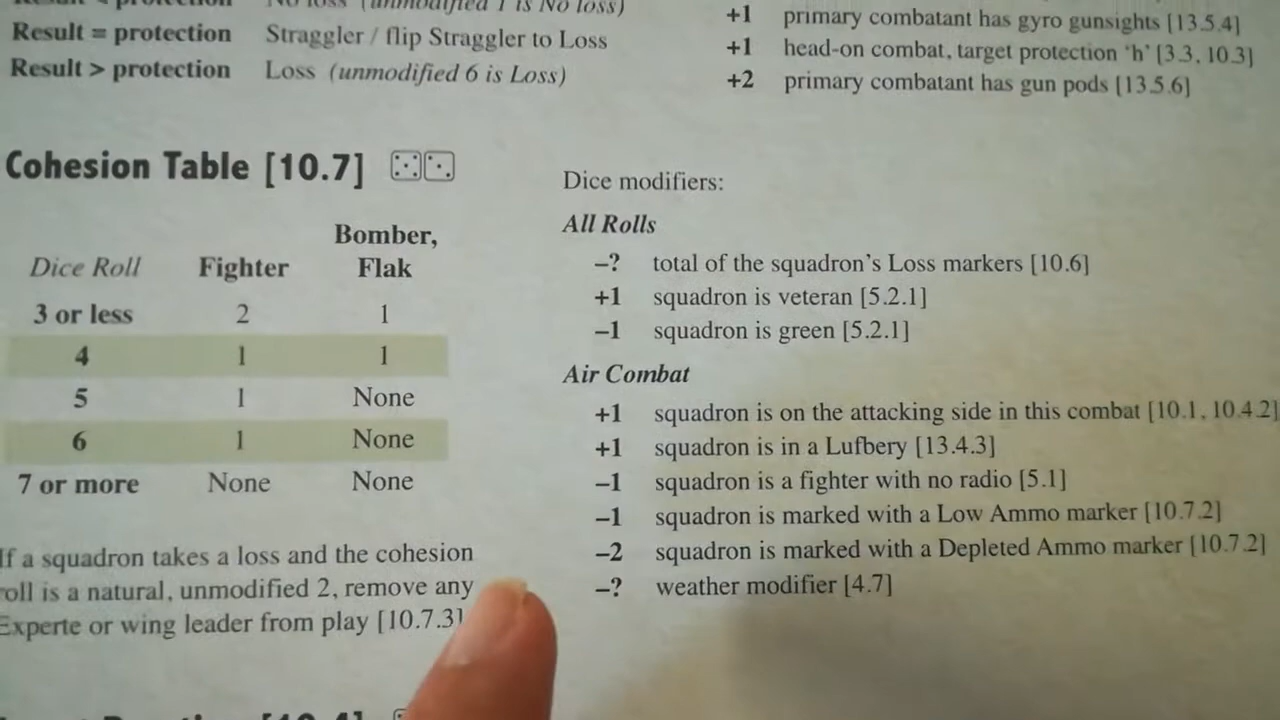 No loss (unmodified 1 is No loss)
Result = protection Straggler / flip Straggler to Loss
Result > protection Loss (unmodified 6 is Loss)
+1 primary combatant has gyro gunsights [13.5.4]
+1 head-on combat, target protection ‘h’ [3.3, 10.3]
+2 primary combatant has gun pods [13.5.6]
Cohesion Table [10.7]
Dice Roll Fighter Bomber, Flak
3 or less 2 1
4 1 1
5 1 None
6 1 None
7 or more None None
If a squadron takes a loss and the cohesion
roll is a natural, unmodified 2, remove any
Experte or wing leader from play [10.7.3]
Dice modifiers:
All Rolls
–? total of the squadron’s Loss markers [10.6]
+1 squadron is veteran [5.2.1]
–1 squadron is green [5.2.1]
Air Combat
+1 squadron is on the attacking side in this combat [10.1, 10.4.2]
+1 squadron is in a Lufbery [13.4.3]
–1 squadron is a fighter with no radio [5.1]
–1 squadron is marked with a Low Ammo marker [10.7.2]
–2 squadron is marked with a Depleted Ammo marker [10.7.2]
–? weather modifier [4.7]